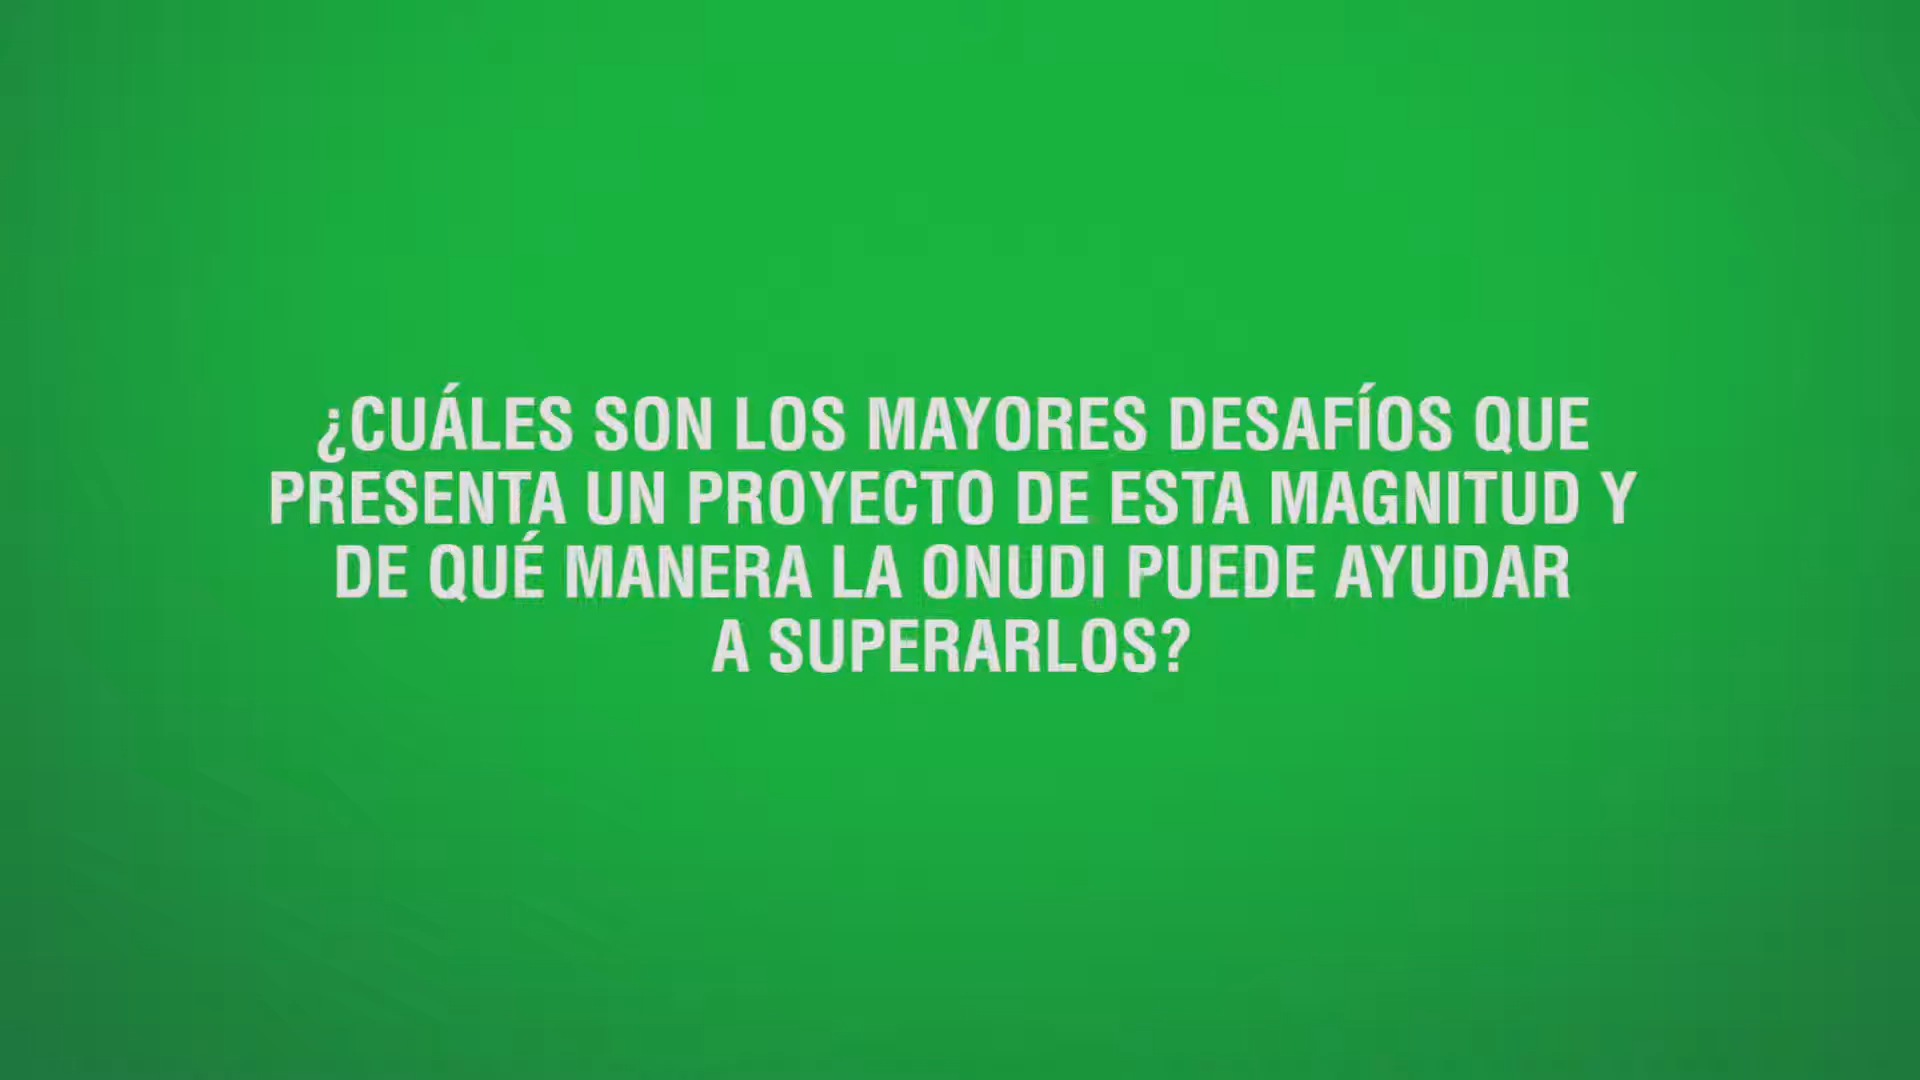 ¿CUÁLES SON LOS MAYORES DESAFÍOS QUE
PRESENTA UN PROYECTO DE ESTA MAGNITUD Y
DE QUÉ MANERA LA ONUDI PUEDE AYUDAR
A SUPERARLOS?